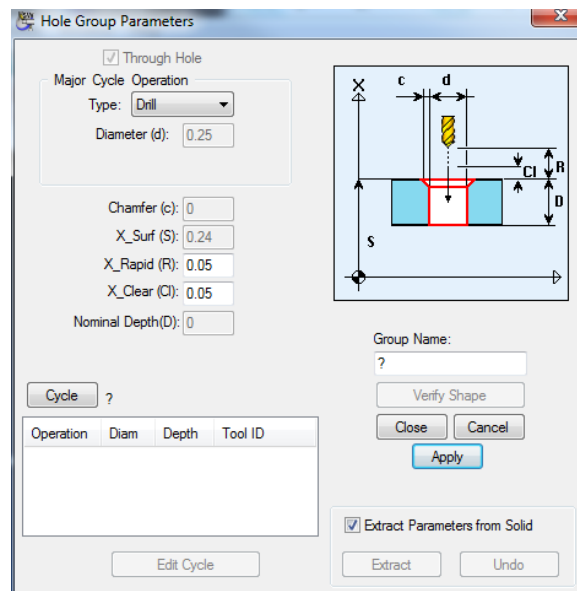 Hole Group Parameters
X
Through Hole
Major Cycle Operation
Type: Drill
Diameter (d): 0.25
Chamfer (c): 0
X_Surf (S): 0.24
X_Rapid (R): 0.05
X_Clear (Cl): 0.05
Nominal Depth(D): 0
X
c
d
Cl
R
D
S
Group Name:
?
Verify Shape
Close
Cancel
Apply
Cycle ?
Operation Diam Depth Tool ID
Edit Cycle
Extract Parameters from Solid
Extract
Undo